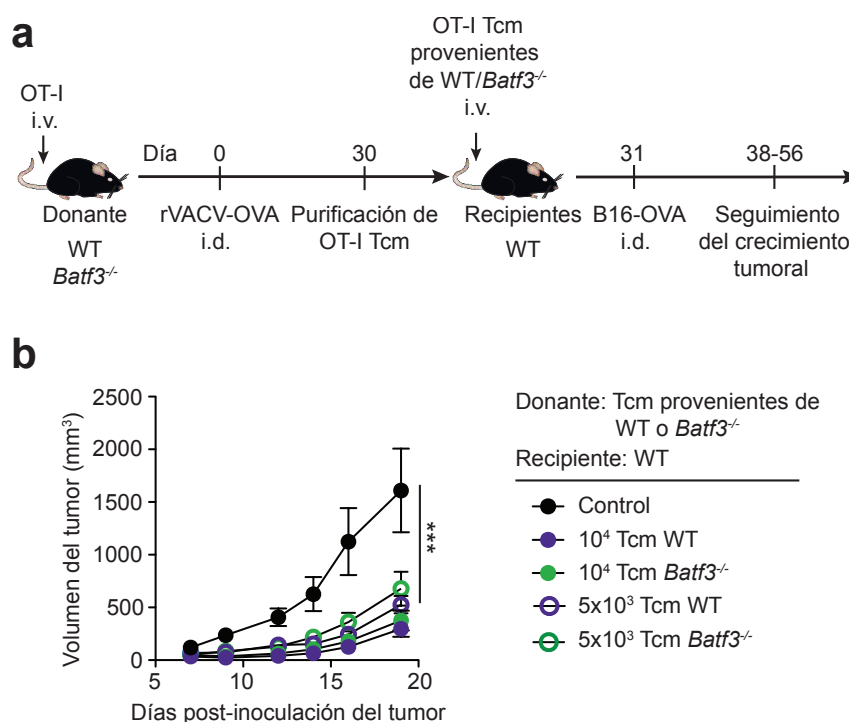 a
OT-I
i.v.
OT-I Tcm
provenientes
de WT/Batf3-/-
i.v.
Día
0
30
31
38-56
Donante
WT
Batf3-/-
rVACV-OVA
i.d.
Purificación de
OT-I Tcm
Recipientes
WT
B16-OVA
i.d.
Seguimiento
del crecimiento
tumoral
b
Volumen del tumor (mm³)
2500
2000
1500
1000
500
0
5
10
15
20
Días post-inoculación del tumor
***
Donante: Tcm provenientes de
WT o Batf3-/-
Recipiente: WT
Control
10⁴ Tcm WT
10⁴ Tcm Batf3-/-
5x10³ Tcm WT
5x10³ Tcm Batf3-/-